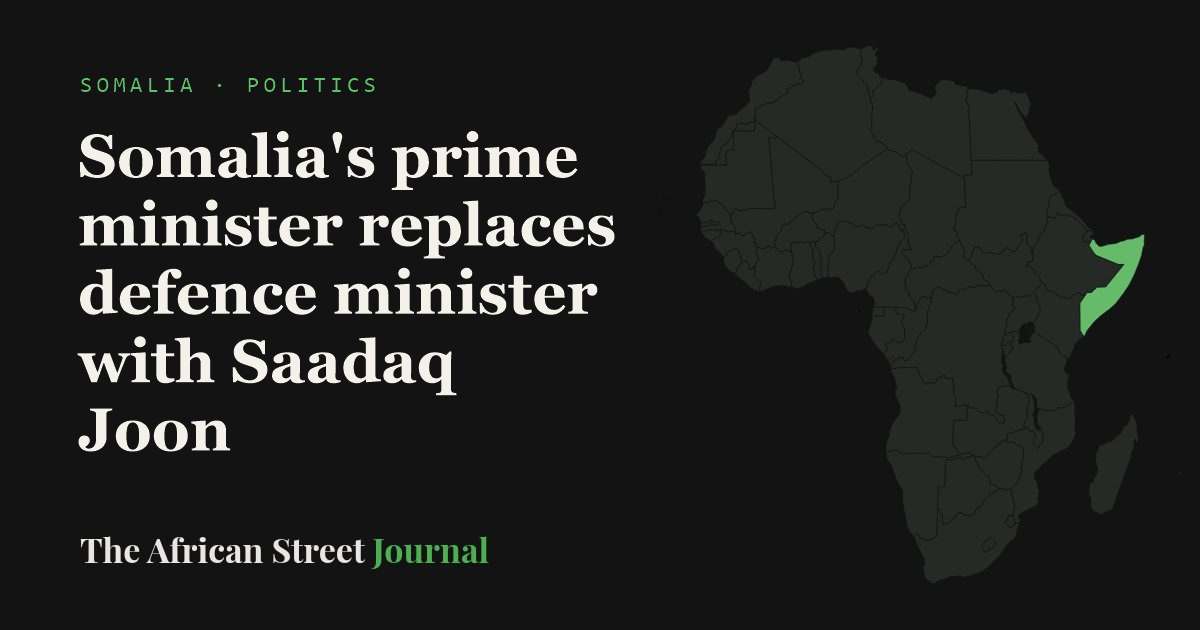 SOMALIA · POLITICS
Somalia's prime
minister replaces
defence minister
with Saadaq
Joon
The African Street Journal